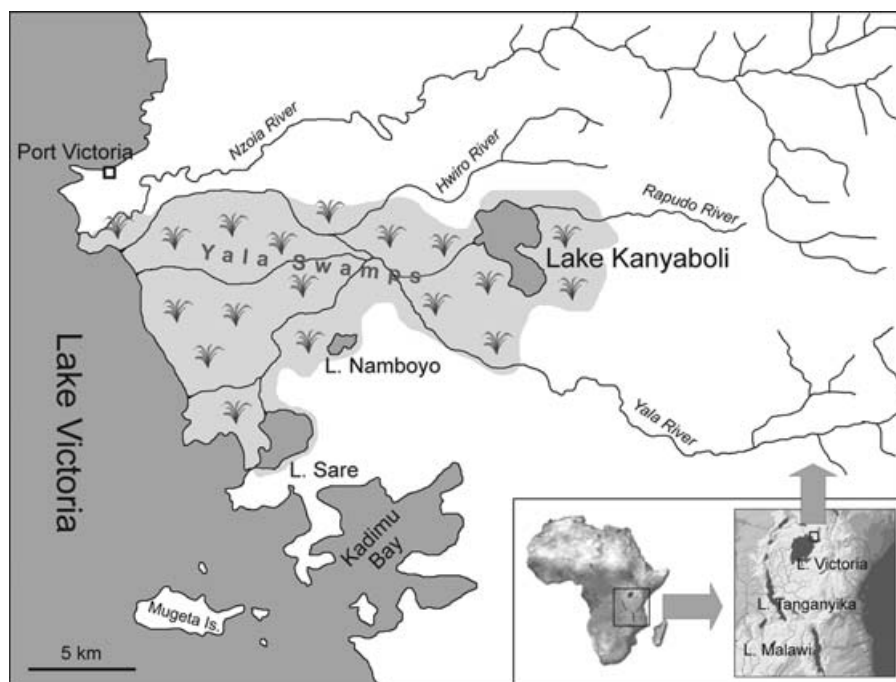 Port Victoria
Nzoia River
Hwiro River
Rapudo River
Yala Swamps
Lake Kanyaboli
Lake Victoria
L. Namboyo
Yala River
L. Sare
Kadimu
Bay
Mugeta Is.
5 km
L. Victoria
L. Tanganyika
L. Malawi